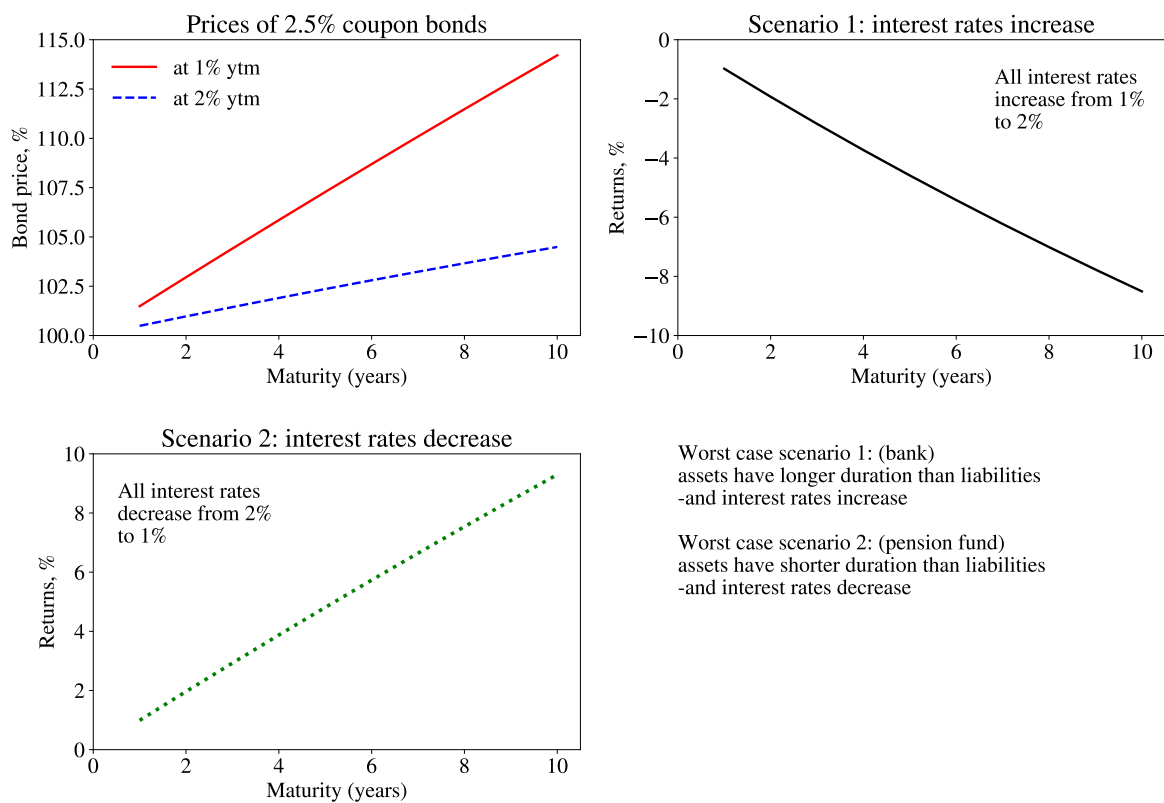 Prices of 2.5% coupon bonds
115.0
112.5
110.0
107.5
105.0
102.5
100.0
Bond price, %
at 1% ytm
at 2% ytm
0 2 4 6 8 10
Maturity (years)
Scenario 1: interest rates increase
0
−2
−4
−6
−8
−10
Returns, %
All interest rates
increase from 1%
to 2%
0 2 4 6 8 10
Maturity (years)
Scenario 2: interest rates decrease
10
8
6
4
2
0
Returns, %
All interest rates
decrease from 2%
to 1%
0 2 4 6 8 10
Maturity (years)
Worst case scenario 1: (bank)
assets have longer duration than liabilities
-and interest rates increase
Worst case scenario 2: (pension fund)
assets have shorter duration than liabilities
-and interest rates decrease